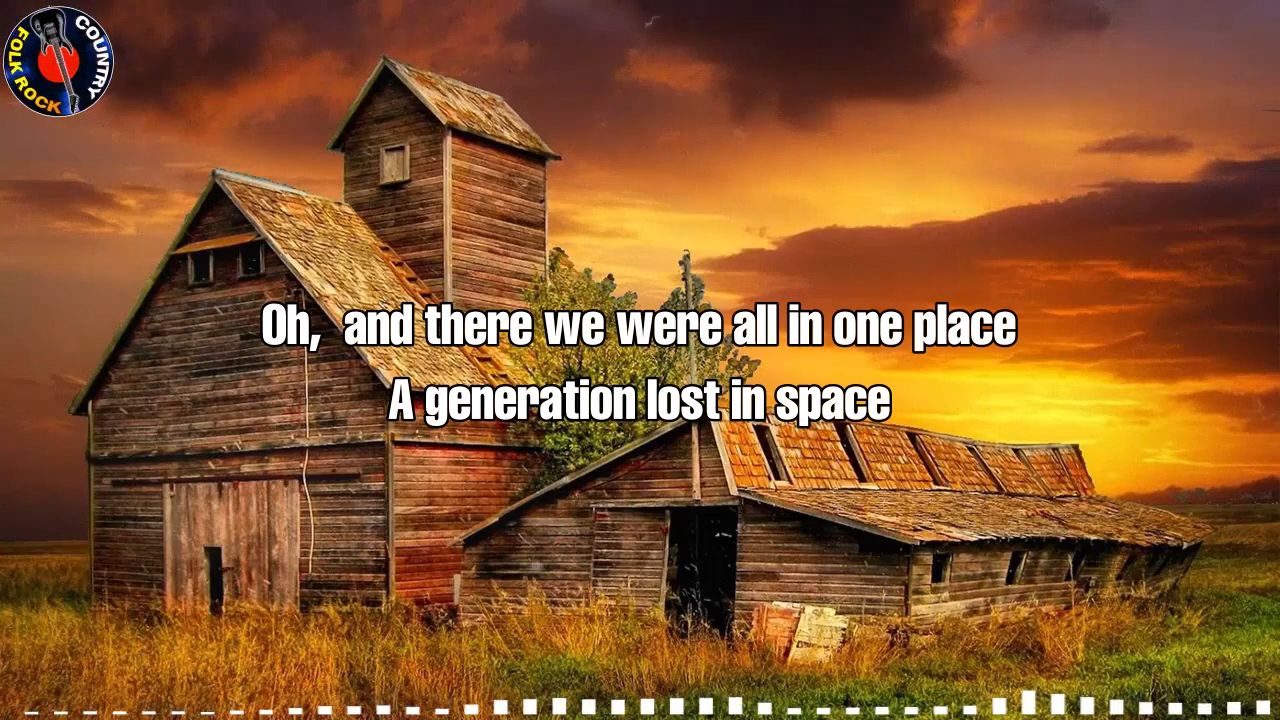 FOLK ROCK
COUNTRY
Oh, and there we were all in one place
A generation lost in space